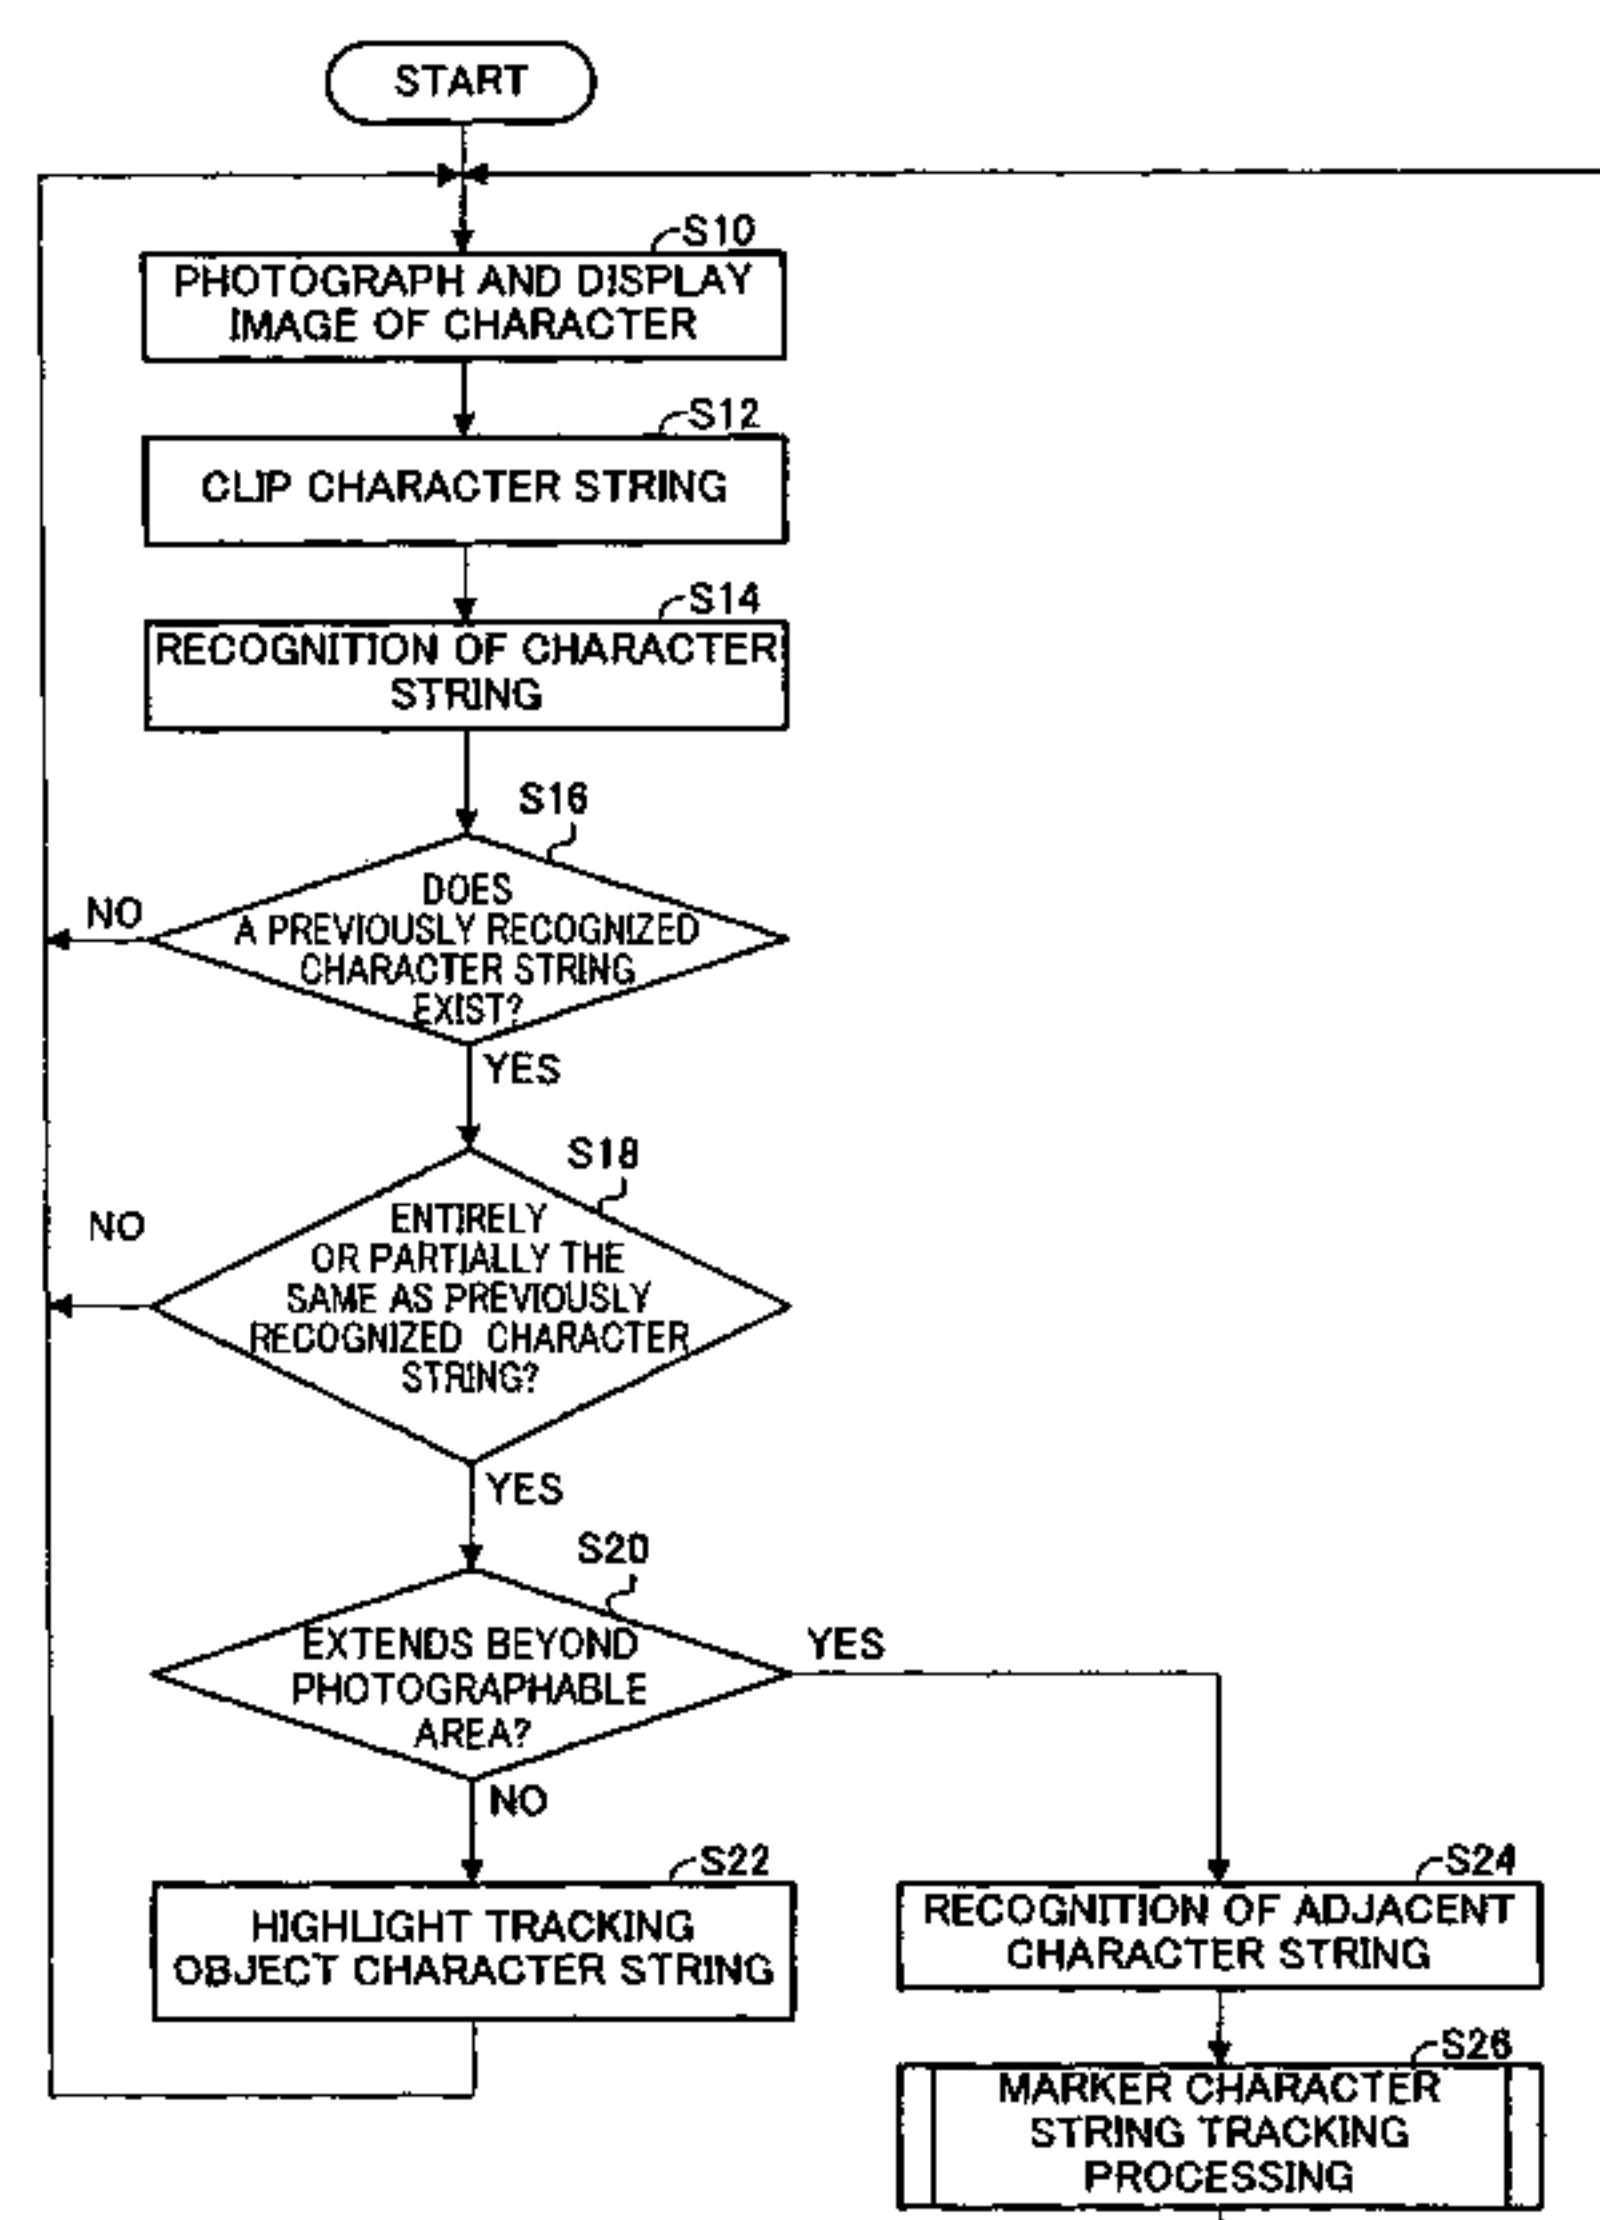 START
S10
PHOTOGRAPH AND DISPLAY
IMAGE OF CHARACTER
S12
CLIP CHARACTER STRING
S14
RECOGNITION OF CHARACTER
STRING
S16
DOES
A PREVIOUSLY RECOGNIZED
CHARACTER STRING
EXIST?
NO
YES
S18
ENTIRELY
OR PARTIALLY THE
SAME AS PREVIOUSLY
RECOGNIZED CHARACTER
STRING?
NO
YES
S20
EXTENDS BEYOND
PHOTOGRAPHABLE
AREA?
YES
NO
S22
HIGHLIGHT TRACKING
OBJECT CHARACTER STRING
S24
RECOGNITION OF ADJACENT
CHARACTER STRING
S26
MARKER CHARACTER
STRING TRACKING
PROCESSING